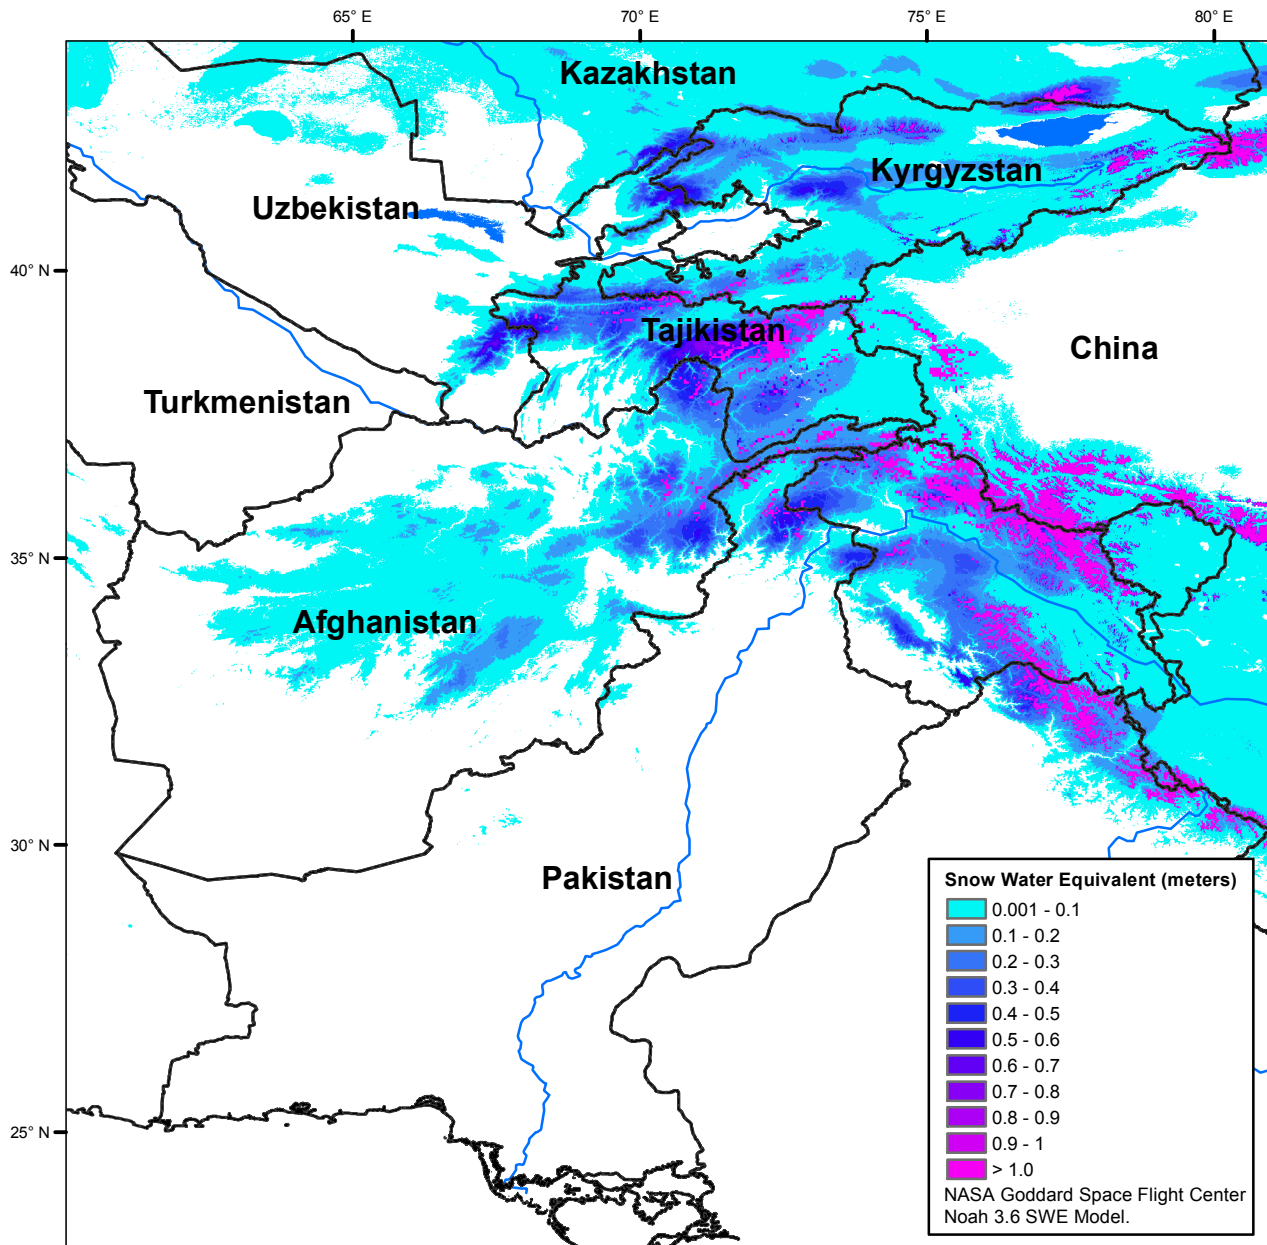 65° E
70° E
75° E
80° E
Kazakhstan
Kyrgyzstan
Uzbekistan
40° N
Tajikistan
China
Turkmenistan
35° N
Afghanistan
30° N
Pakistan
25° N
Snow Water Equivalent (meters)
0.001 - 0.1
0.1 - 0.2
0.2 - 0.3
0.3 - 0.4
0.4 - 0.5
0.5 - 0.6
0.6 - 0.7
0.7 - 0.8
0.8 - 0.9
0.9 - 1
> 1.0
NASA Goddard Space Flight Center
Noah 3.6 SWE Model.